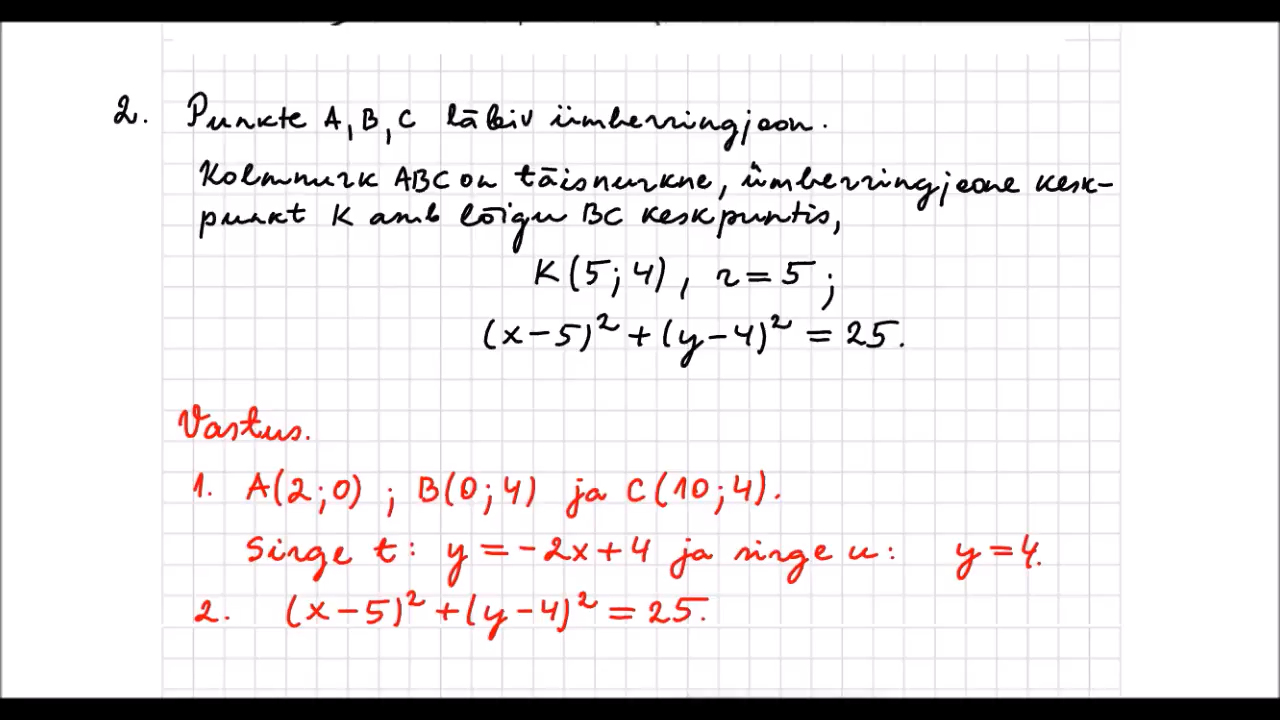 2. Punkte A, B, C läbiv ümberringjoon.
Kolmnurk ABC on täisnurkne, ümberringjoone kesk-
punkt K asub lõigu BC keskpuntis,
K(5; 4), r = 5;
(x-5)² + (y-4)² = 25.
Vastus.
1. A(2; 0) ; B(0; 4) ja C(10; 4).
Sirge t: y = -2x + 4 ja sirge u: y = 4.
2. (x-5)² + (y-4)² = 25.